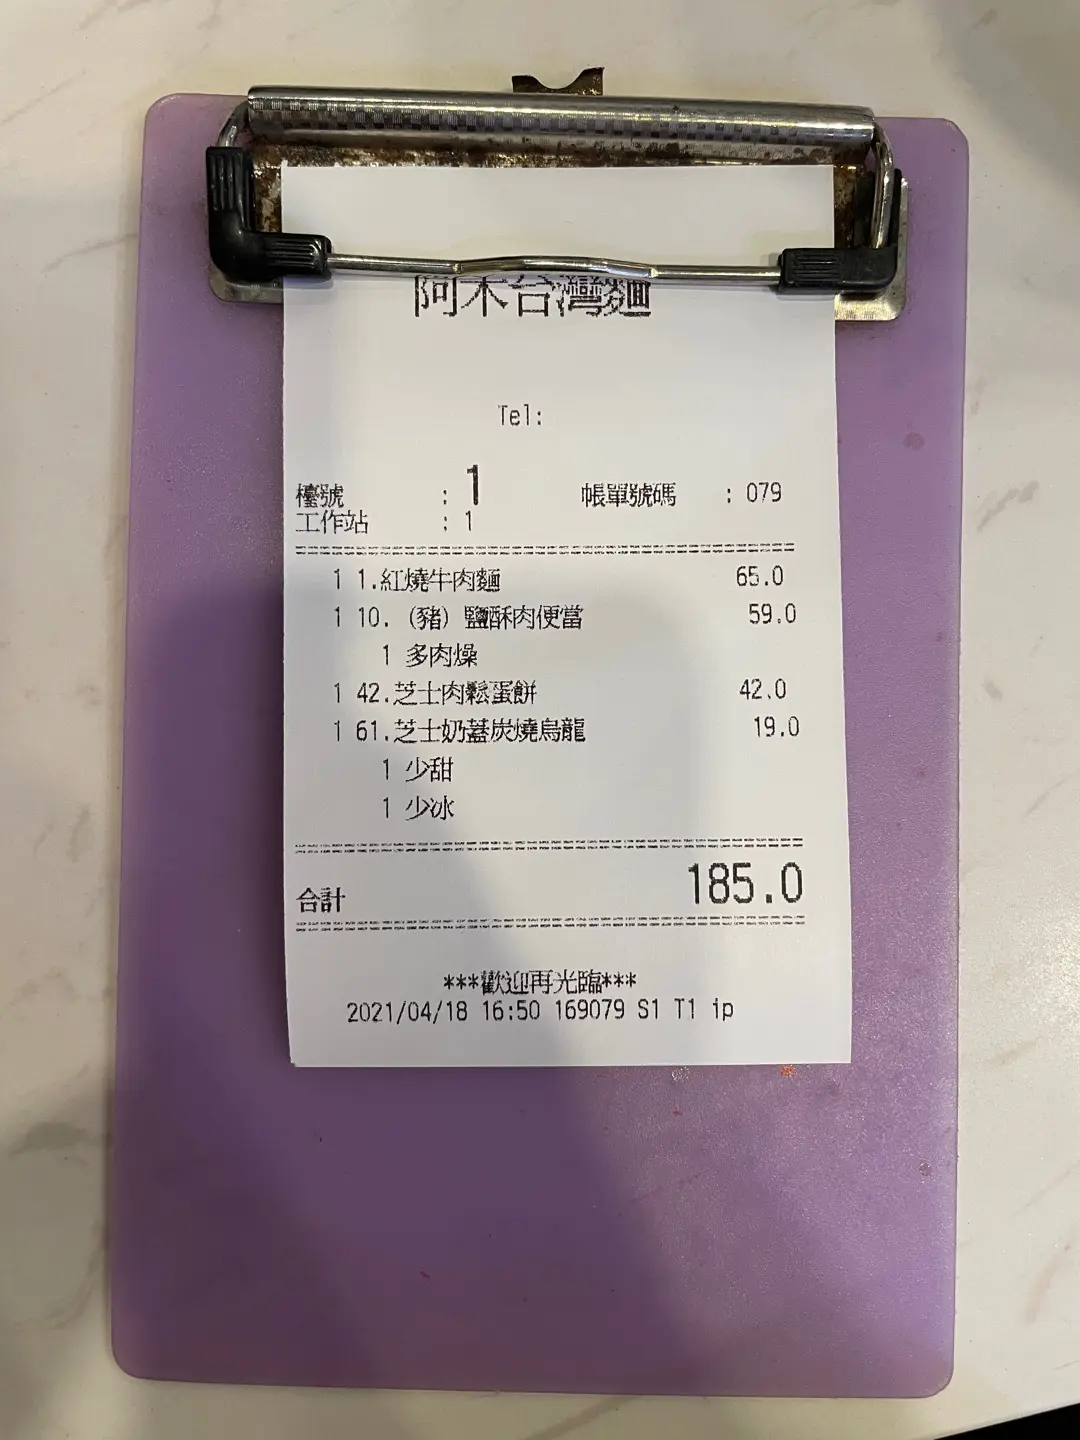 阿木台灣麵
Tel:
檯號 : 1 帳單號碼 : 079
工作站 : 1
1 1.紅燒牛肉麵 65.0
1 10. (豬) 鹽酥肉便當 59.0
1 多肉燥
1 42.芝士肉鬆蛋餅 42.0
1 61.芝士奶蓋炭燒烏龍 19.0
1 少甜
1 少冰
合計 185.0
***歡迎再光臨***
2021/04/18 16:50 169079 S1 T1 ip